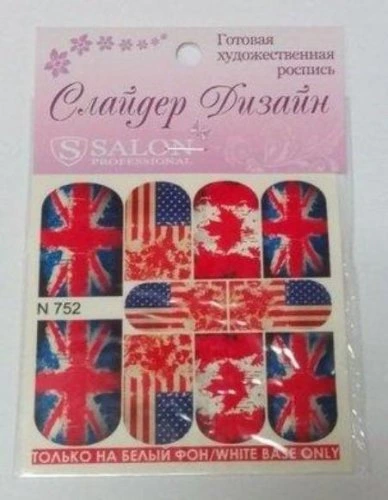 Готовая
художественная
роспись
Слайдер Дизайн
S SALON
PROFESSIONAL
N 752
ТОЛЬКО НА БЕЛЫЙ ФОН/WHITE BASE ONLY